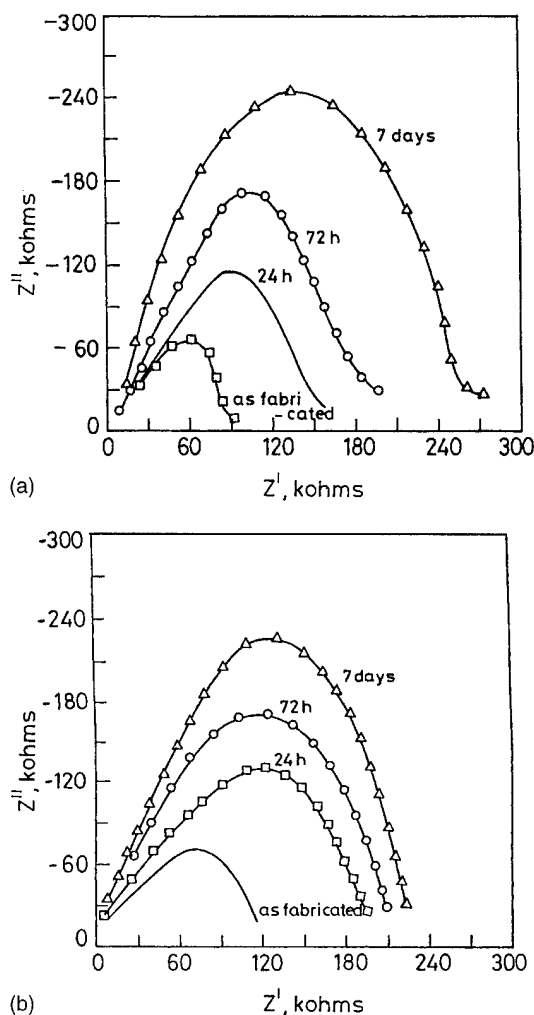 -300
-240
-180
-120
-60
0
Z'', kohms
7 days
72 h
24 h
as fabri
-cated
0 60 120 180 240 300
Z', kohms
(a)
-300
-240
-180
-120
-60
0
Z'', kohms
7 days
72 h
24 h
as fabricated
0 60 120 180 240 300
Z', kohms
(b)